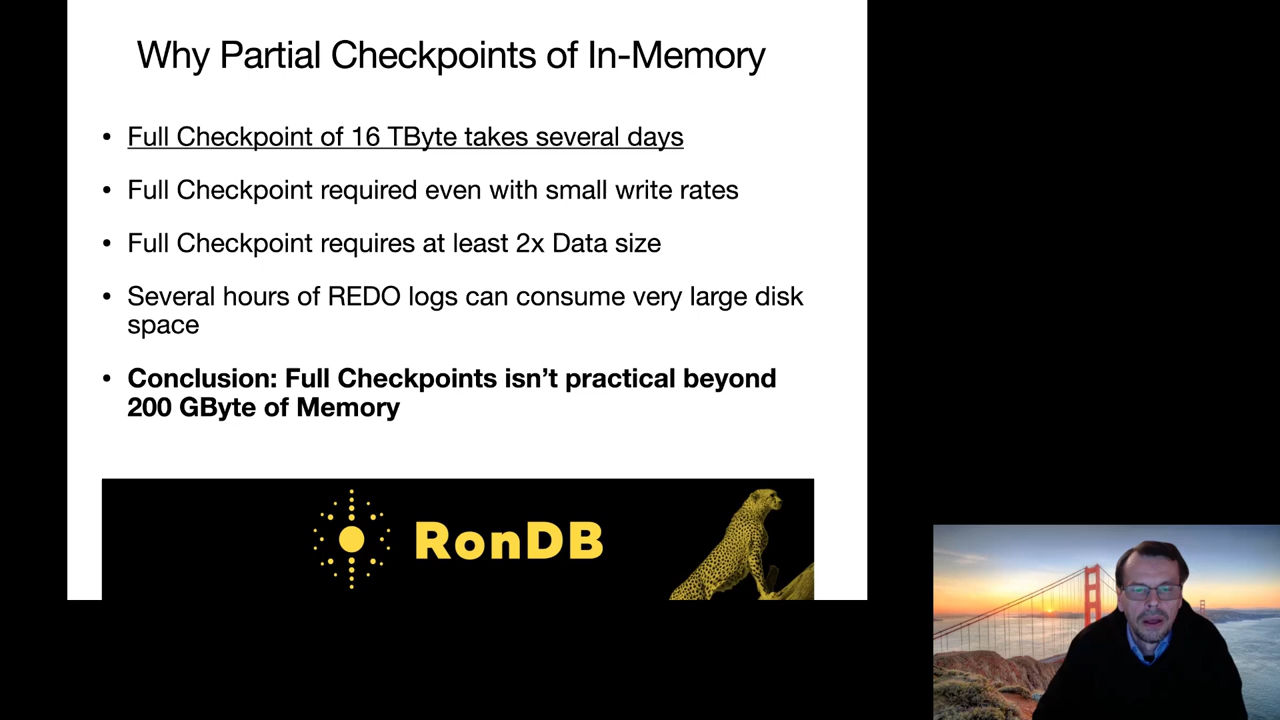 Why Partial Checkpoints of In-Memory
• Full Checkpoint of 16 TByte takes several days
• Full Checkpoint required even with small write rates
• Full Checkpoint requires at least 2x Data size
• Several hours of REDO logs can consume very large disk
space
• Conclusion: Full Checkpoints isn’t practical beyond
200 GByte of Memory
RonDB